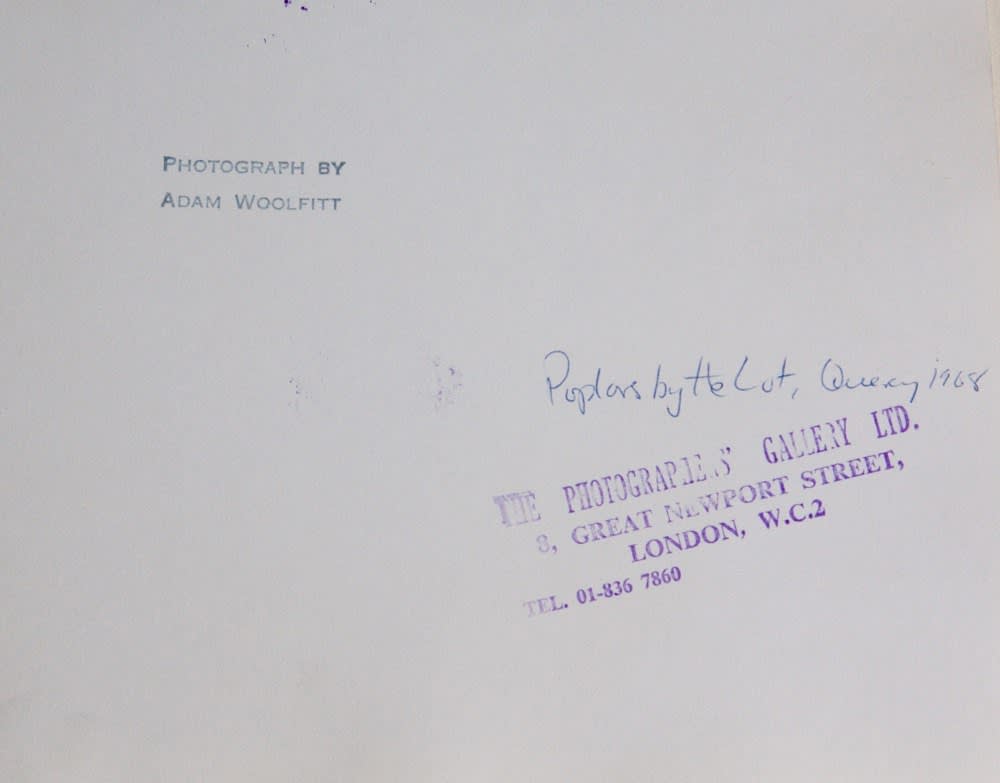 PHOTOGRAPH BY
ADAM WOOLFITT
Poplars by the Lot, Quercy 1968
THE PHOTOGRAPHERS' GALLERY LTD.
8, GREAT NEWPORT STREET,
LONDON, W.C.2
TEL. 01-836 7860